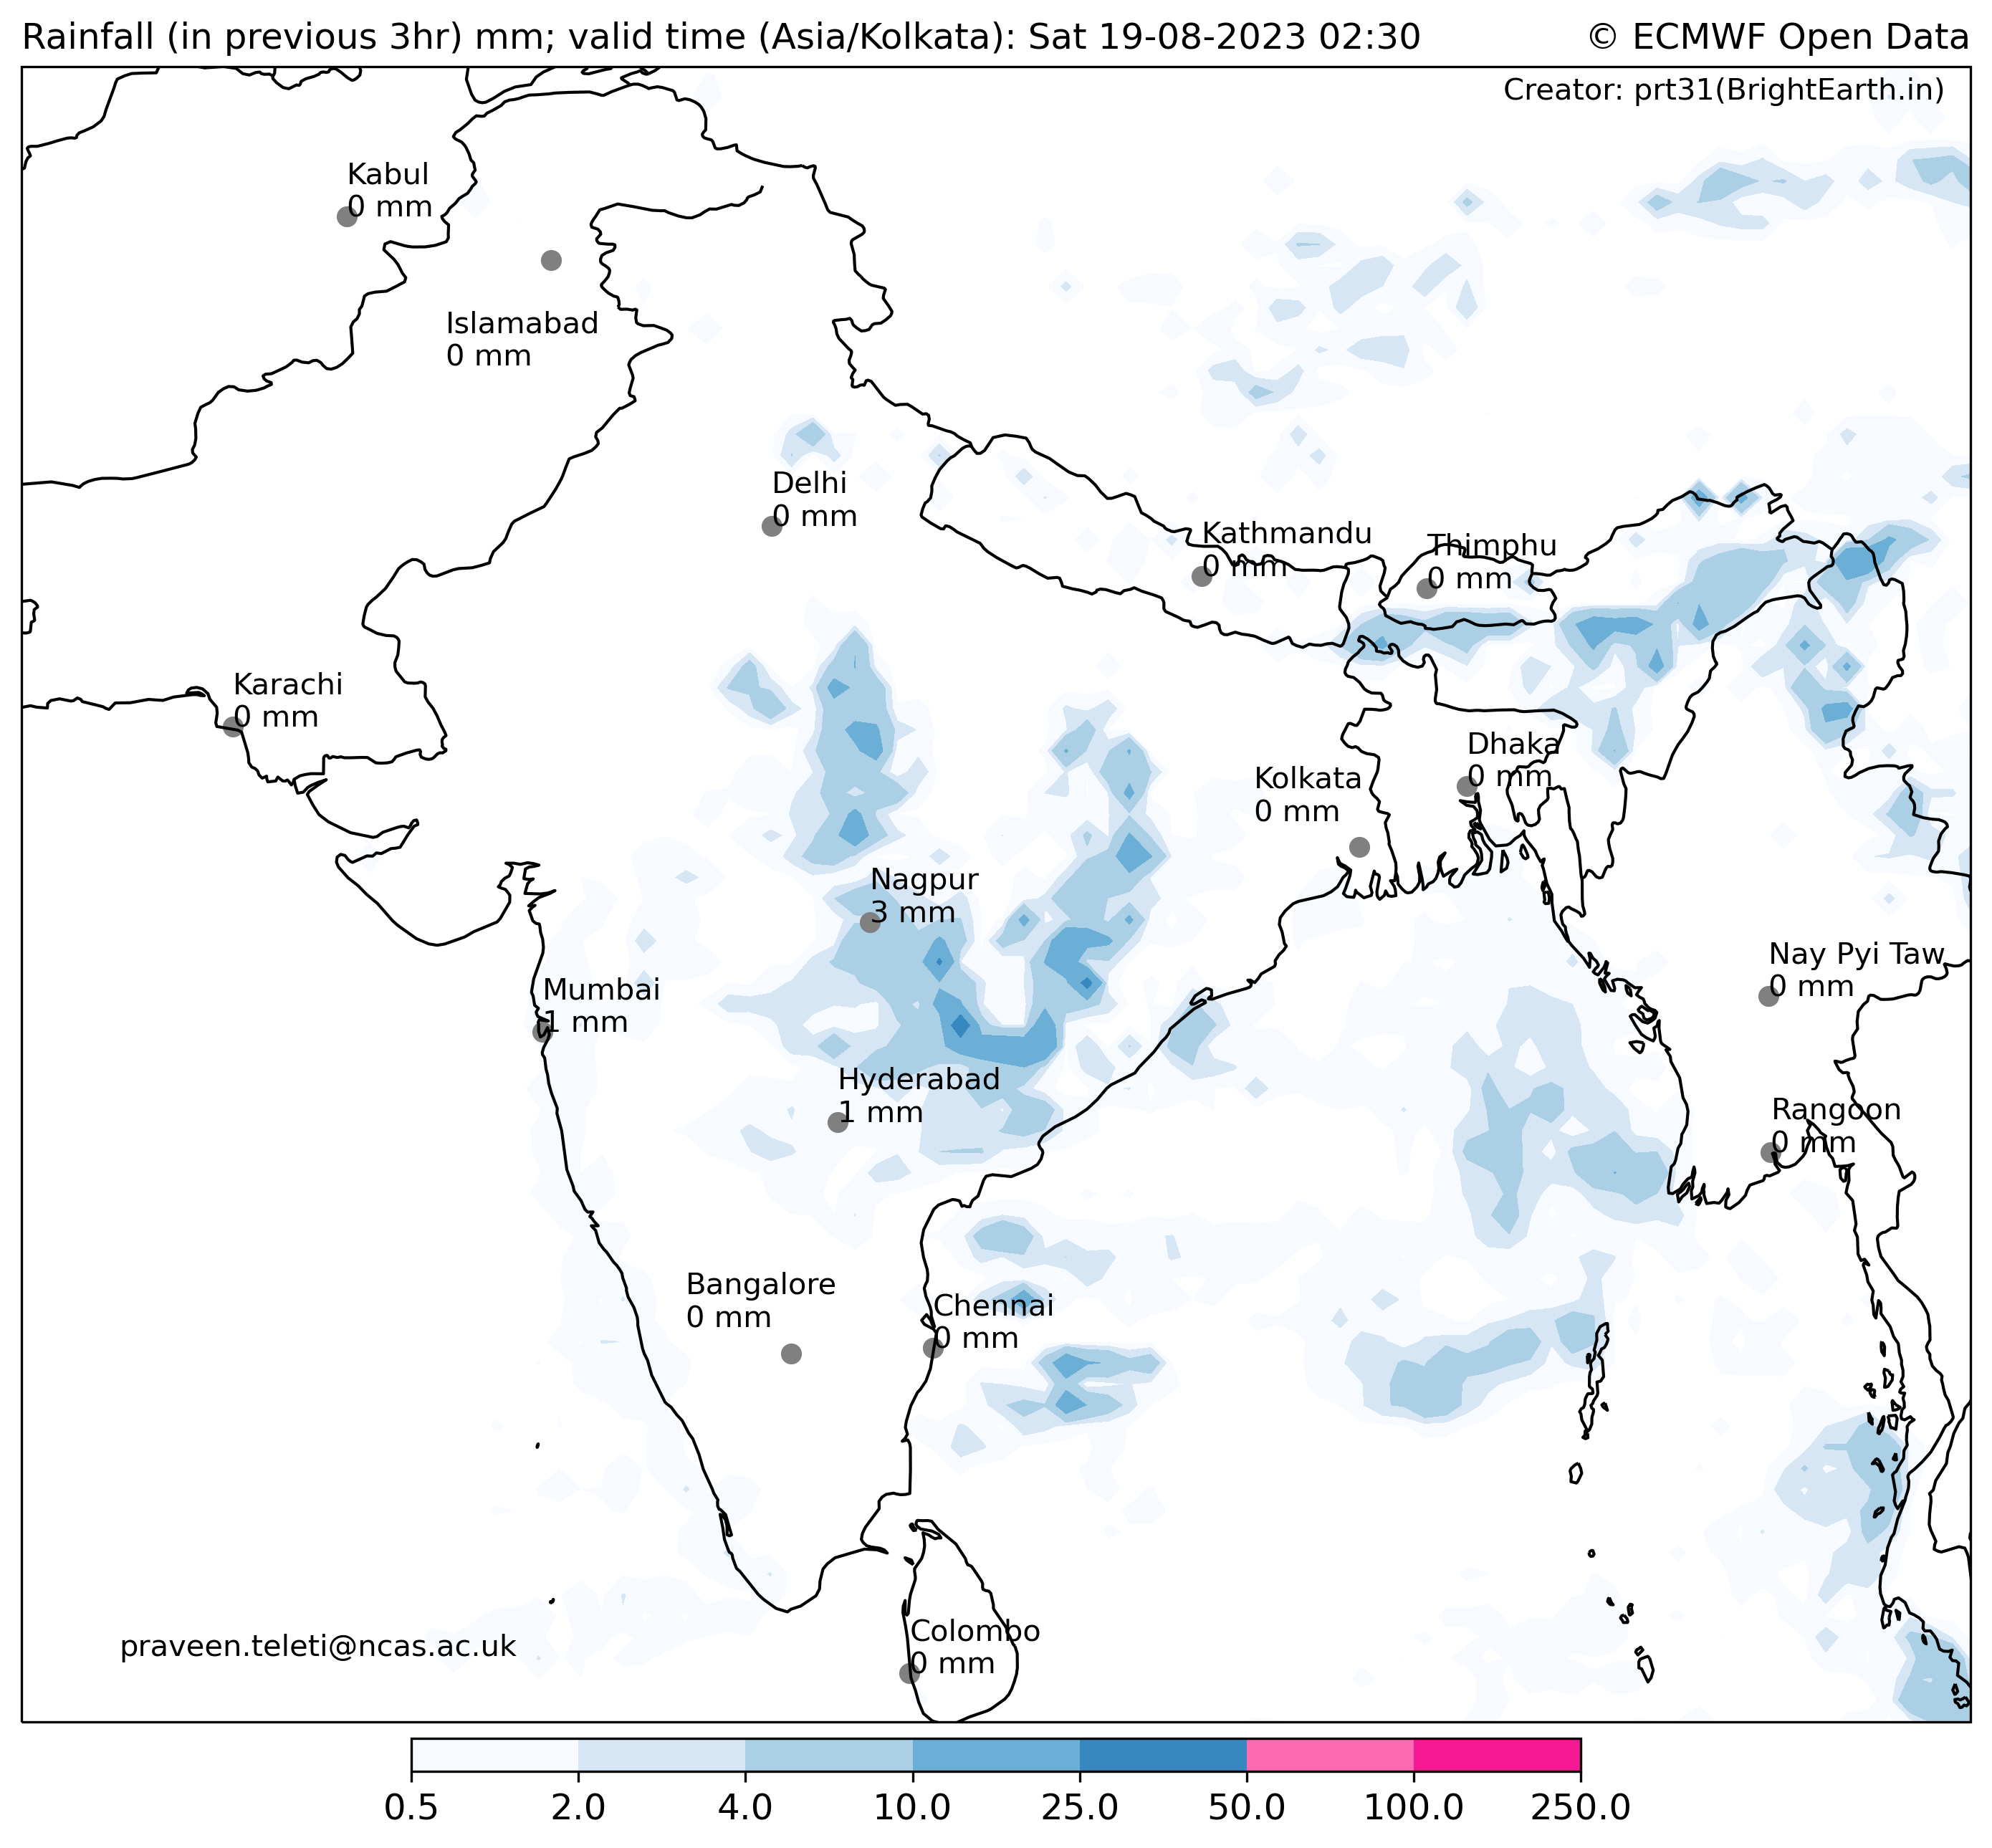 Rainfall (in previous 3hr) mm; valid time (Asia/Kolkata): Sat 19-08-2023 02:30
© ECMWF Open Data
Creator: prt31(BrightEarth.in)
Kabul
0 mm
Islamabad
0 mm
Delhi
0 mm
Kathmandu
0 mm
Thimphu
0 mm
Karachi
0 mm
Dhaka
0 mm
Kolkata
0 mm
Nagpur
3 mm
Nay Pyi Taw
0 mm
Mumbai
1 mm
Hyderabad
1 mm
Rangoon
0 mm
Bangalore
0 mm
Chennai
0 mm
Colombo
0 mm
praveen.teleti@ncas.ac.uk
0.5 2.0 4.0 10.0 25.0 50.0 100.0 250.0